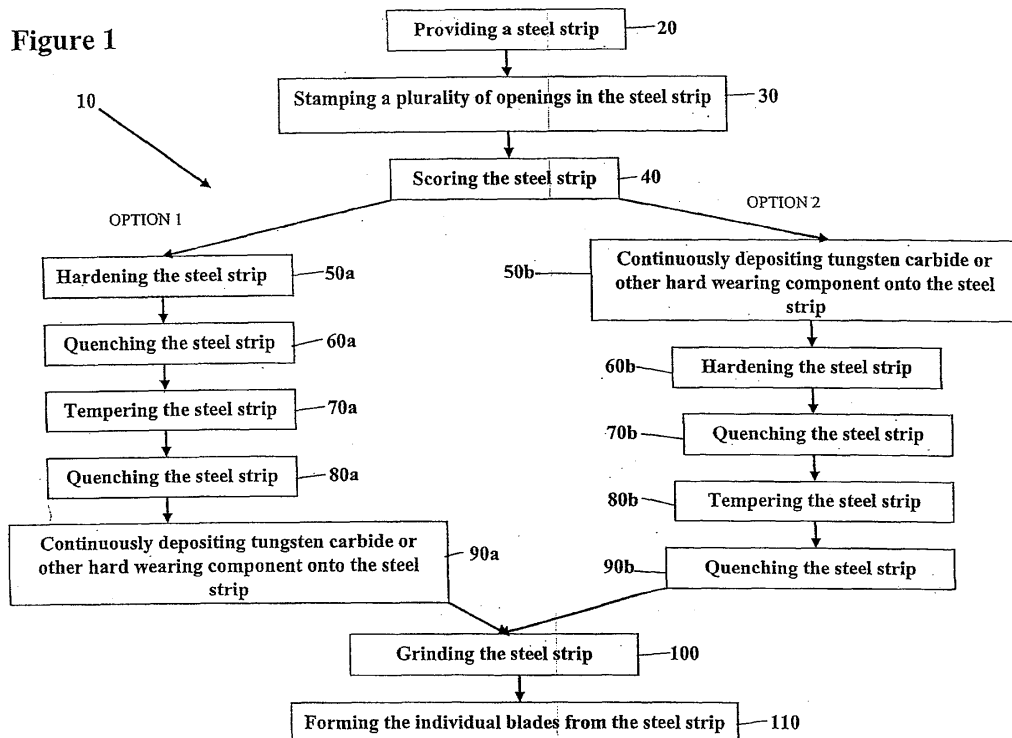 Figure 1
Providing a steel strip
20
10
Stamping a plurality of openings in the steel strip
30
Scoring the steel strip
40
OPTION 1
OPTION 2
Hardening the steel strip
50a
Quenching the steel strip
60a
Tempering the steel strip
70a
Quenching the steel strip
80a
Continuously depositing tungsten carbide or
other hard wearing component onto the steel
strip
90a
50b
Continuously depositing tungsten carbide or
other hard wearing component onto the steel
strip
60b
Hardening the steel strip
70b
Quenching the steel strip
80b
Tempering the steel strip
90b
Quenching the steel strip
Grinding the steel strip
100
Forming the individual blades from the steel strip
110